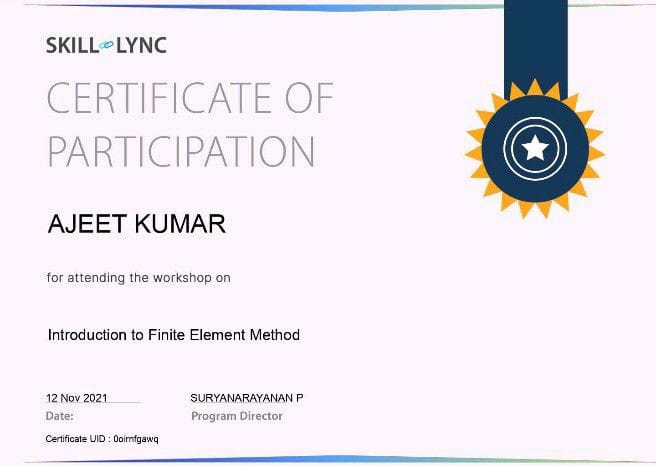 SKILL LYNC
CERTIFICATE OF
PARTICIPATION
AJEET KUMAR
for attending the workshop on
Introduction to Finite Element Method
12 Nov 2021 SURYANARAYANAN P
Date: Program Director
Certificate UID : 0oirnfgawq